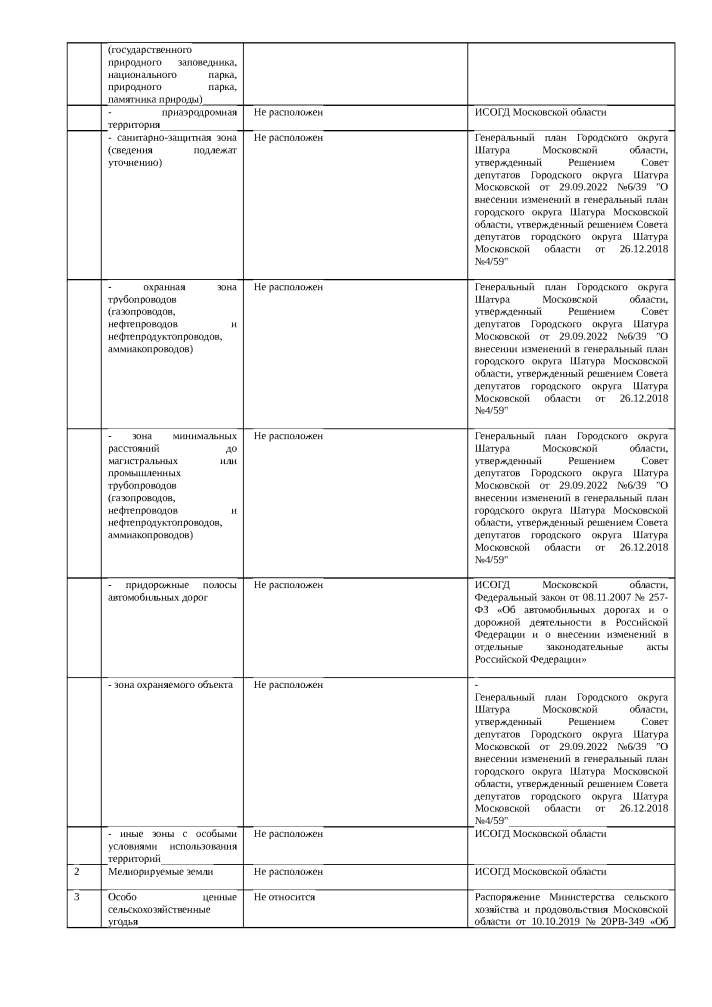 (государственного
природного заповедника,
национального парка,
природного парка,
памятника природы)
- приаэродромная
территория
Не расположен
ИСОГД Московской области
- санитарно-защитная зона
(сведения подлежат
уточнению)
Не расположен
Генеральный план Городского округа
Шатура Московской области,
утвержденный Решением Совет
депутатов Городского округа Шатура
Московской от 29.09.2022 №6/39 "О
внесении изменений в генеральный план
городского округа Шатура Московской
области, утвержденный решением Совета
депутатов городского округа Шатура
Московской области от 26.12.2018
№4/59"
- охранная зона
трубопроводов
(газопроводов,
нефтепроводов и
нефтепродуктопроводов,
аммиакопроводов)
Не расположен
Генеральный план Городского округа
Шатура Московской области,
утвержденный Решением Совет
депутатов Городского округа Шатура
Московской от 29.09.2022 №6/39 "О
внесении изменений в генеральный план
городского округа Шатура Московской
области, утвержденный решением Совета
депутатов городского округа Шатура
Московской области от 26.12.2018
№4/59"
- зона минимальных
расстояний до
магистральных или
промышленных
трубопроводов
(газопроводов,
нефтепроводов и
нефтепродуктопроводов,
аммиакопроводов)
Не расположен
Генеральный план Городского округа
Шатура Московской области,
утвержденный Решением Совет
депутатов Городского округа Шатура
Московской от 29.09.2022 №6/39 "О
внесении изменений в генеральный план
городского округа Шатура Московской
области, утвержденный решением Совета
депутатов городского округа Шатура
Московской области от 26.12.2018
№4/59"
- придорожные полосы
автомобильных дорог
Не расположен
ИСОГД Московской области,
Федеральный закон от 08.11.2007 № 257-
ФЗ «Об автомобильных дорогах и о
дорожной деятельности в Российской
Федерации и о внесении изменений в
отдельные законодательные акты
Российской Федерации»
- зона охраняемого объекта
Не расположен
-
Генеральный план Городского округа
Шатура Московской области,
утвержденный Решением Совет
депутатов Городского округа Шатура
Московской от 29.09.2022 №6/39 "О
внесении изменений в генеральный план
городского округа Шатура Московской
области, утвержденный решением Совета
депутатов городского округа Шатура
Московской области от 26.12.2018
№4/59"
- иные зоны с особыми
условиями использования
территорий
Не расположен
ИСОГД Московской области
2
Мелиорируемые земли
Не расположен
ИСОГД Московской области
3
Особо ценные
сельскохозяйственные
угодья
Не относится
Распоряжение Министерства сельского
хозяйства и продовольствия Московской
области от 10.10.2019 № 20РВ-349 «Об